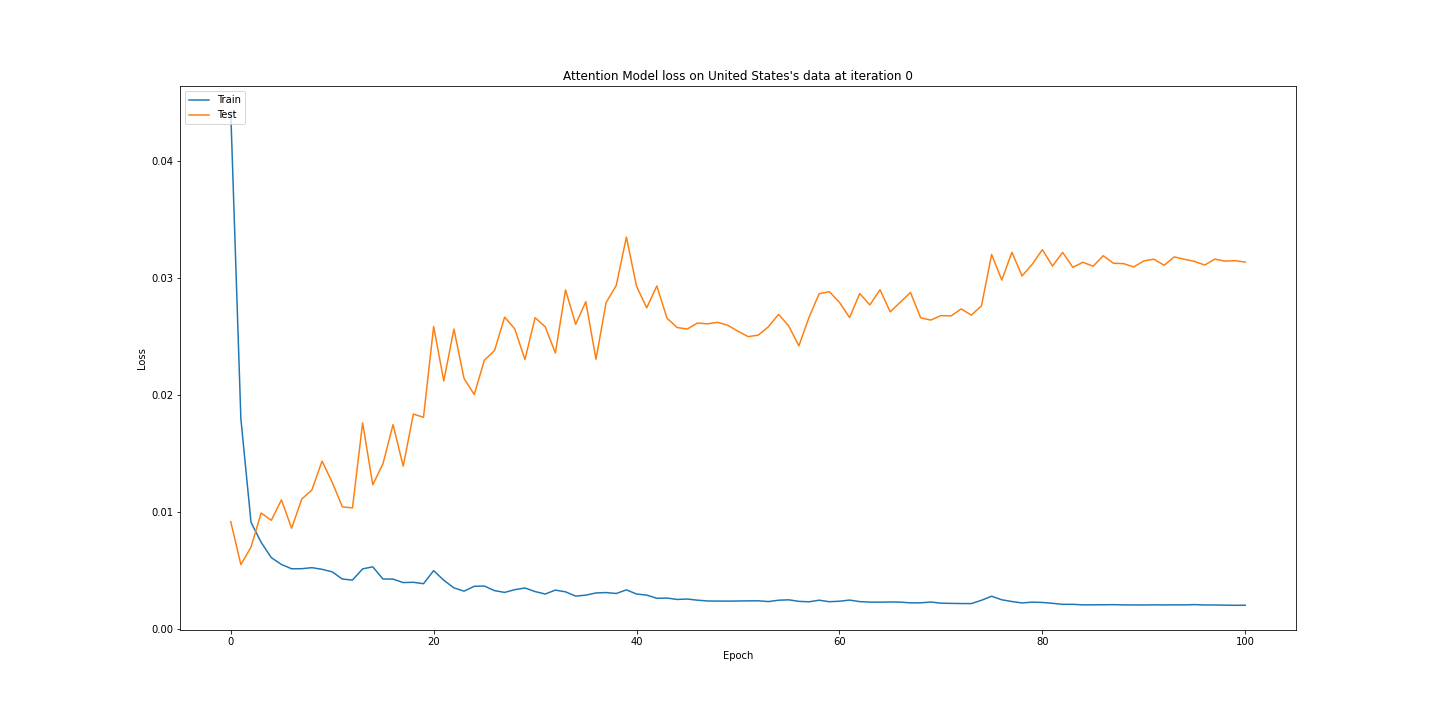 Attention Model loss on United States's data at iteration 0
Train
Test
0.04
0.03
0.02
0.01
0.00
Loss
0 20 40 60 80 100
Epoch